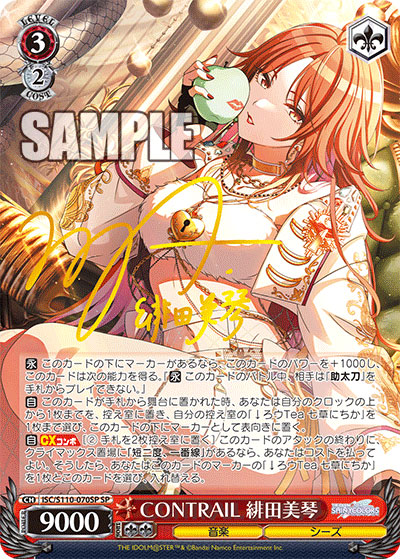 LEVEL
3
2
COST
SAMPLE
緋田美琴
永 このカードの下にマーカーがあるなら、このカードのパワーを+1000し、
このカードは次の能力を得る。『永 このカードのバトル中、相手は「助太刀」を
手札からプレイできない。』
自 このカードが手札から舞台に置かれた時、あなたは自分のクロックの上
から1枚までを、控え室に置き、自分の控え室の「↓ろうTea 七草にちか」を
1枚まで選び、このカードの下にマーカーとして表向きに置く。
自 CXコンボ [② 手札を2枚控え室に置く] このカードのアタックの終わりに、
クライマックス置場に「短二度、一番線」があるなら、あなたはコストを払ってよ
い。そうしたら、あなたはこのカードのマーカーの「↓ろうTea 七草にちか」
を1枚とこのカードを選び、入れ替える。
CH ISC/S110-070SP SP
POWER
9000
CONTRAIL 緋田美琴
THE IDOLM@STER SHINY COLORS
音楽
シーズ
THE IDOLM@STER™& ©Bandai Namco Entertainment Inc.